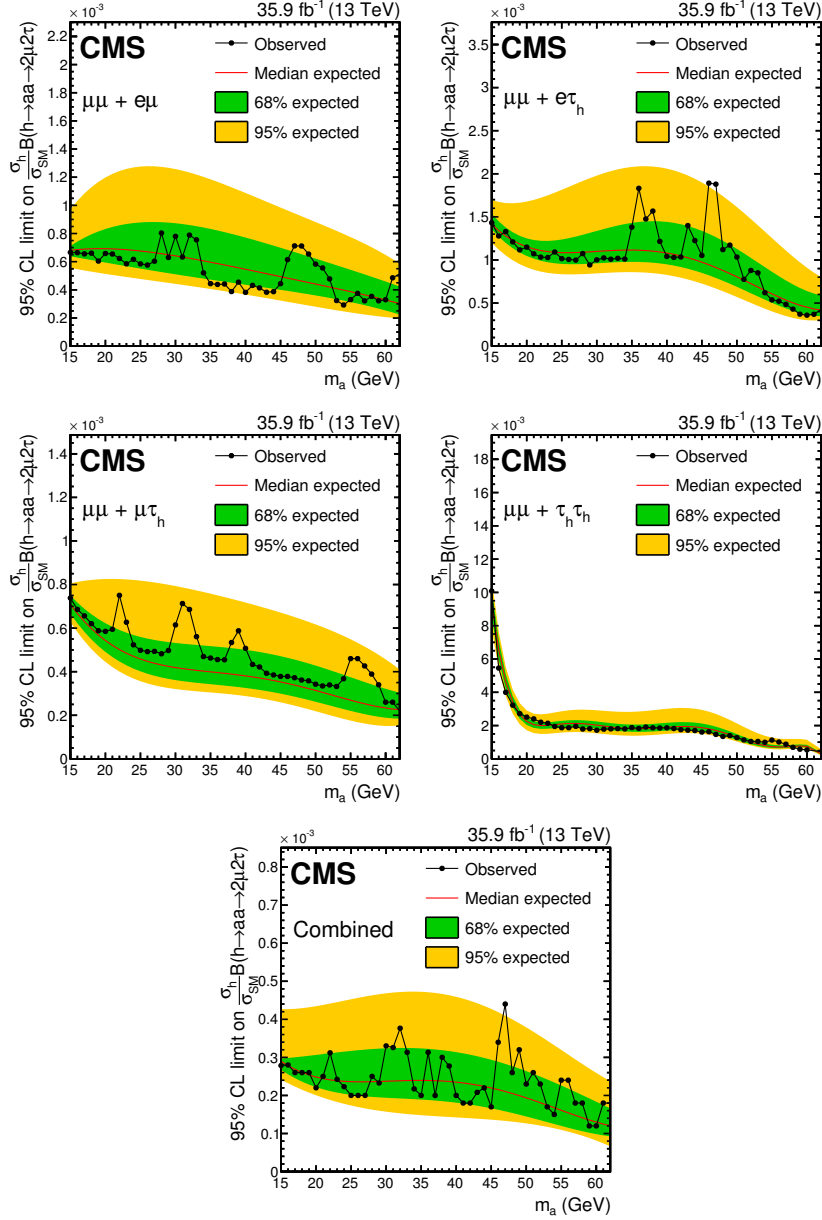 × 10⁻³
35.9 fb⁻¹ (13 TeV)
CMS
μμ + eμ
Observed
Median expected
68% expected
95% expected
95% CL limit on σh/σSM B(h→aa→2μ2τ)
2.2
2
1.8
1.6
1.4
1.2
1
0.8
0.6
0.4
0.2
0
15 20 25 30 35 40 45 50 55 60
mₐ (GeV)
× 10⁻³
35.9 fb⁻¹ (13 TeV)
CMS
μμ + eτₕ
Observed
Median expected
68% expected
95% expected
95% CL limit on σh/σSM B(h→aa→2μ2τ)
3.5
3
2.5
2
1.5
1
0.5
0
15 20 25 30 35 40 45 50 55 60
mₐ (GeV)
× 10⁻³
35.9 fb⁻¹ (13 TeV)
CMS
μμ + μτₕ
Observed
Median expected
68% expected
95% expected
95% CL limit on σh/σSM B(h→aa→2μ2τ)
1.4
1.2
1
0.8
0.6
0.4
0.2
0
15 20 25 30 35 40 45 50 55 60
mₐ (GeV)
× 10⁻³
35.9 fb⁻¹ (13 TeV)
CMS
μμ + τₕτₕ
Observed
Median expected
68% expected
95% expected
95% CL limit on σh/σSM B(h→aa→2μ2τ)
18
16
14
12
10
8
6
4
2
0
15 20 25 30 35 40 45 50 55 60
mₐ (GeV)
× 10⁻³
35.9 fb⁻¹ (13 TeV)
CMS
Combined
Observed
Median expected
68% expected
95% expected
95% CL limit on σh/σSM B(h→aa→2μ2τ)
0.8
0.7
0.6
0.5
0.4
0.3
0.2
0.1
0
15 20 25 30 35 40 45 50 55 60
mₐ (GeV)